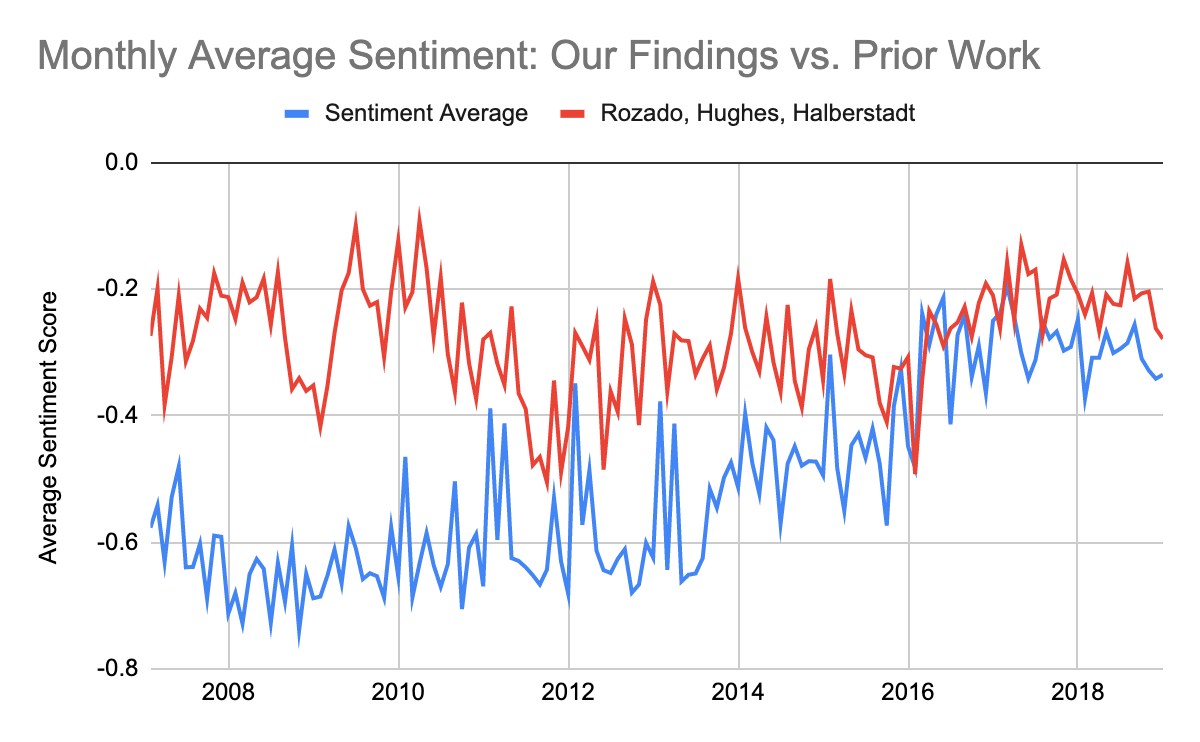 Monthly Average Sentiment: Our Findings vs. Prior Work
Sentiment Average Rozado, Hughes, Halberstadt
Average Sentiment Score
0.0
-0.2
-0.4
-0.6
-0.8
2008 2010 2012 2014 2016 2018